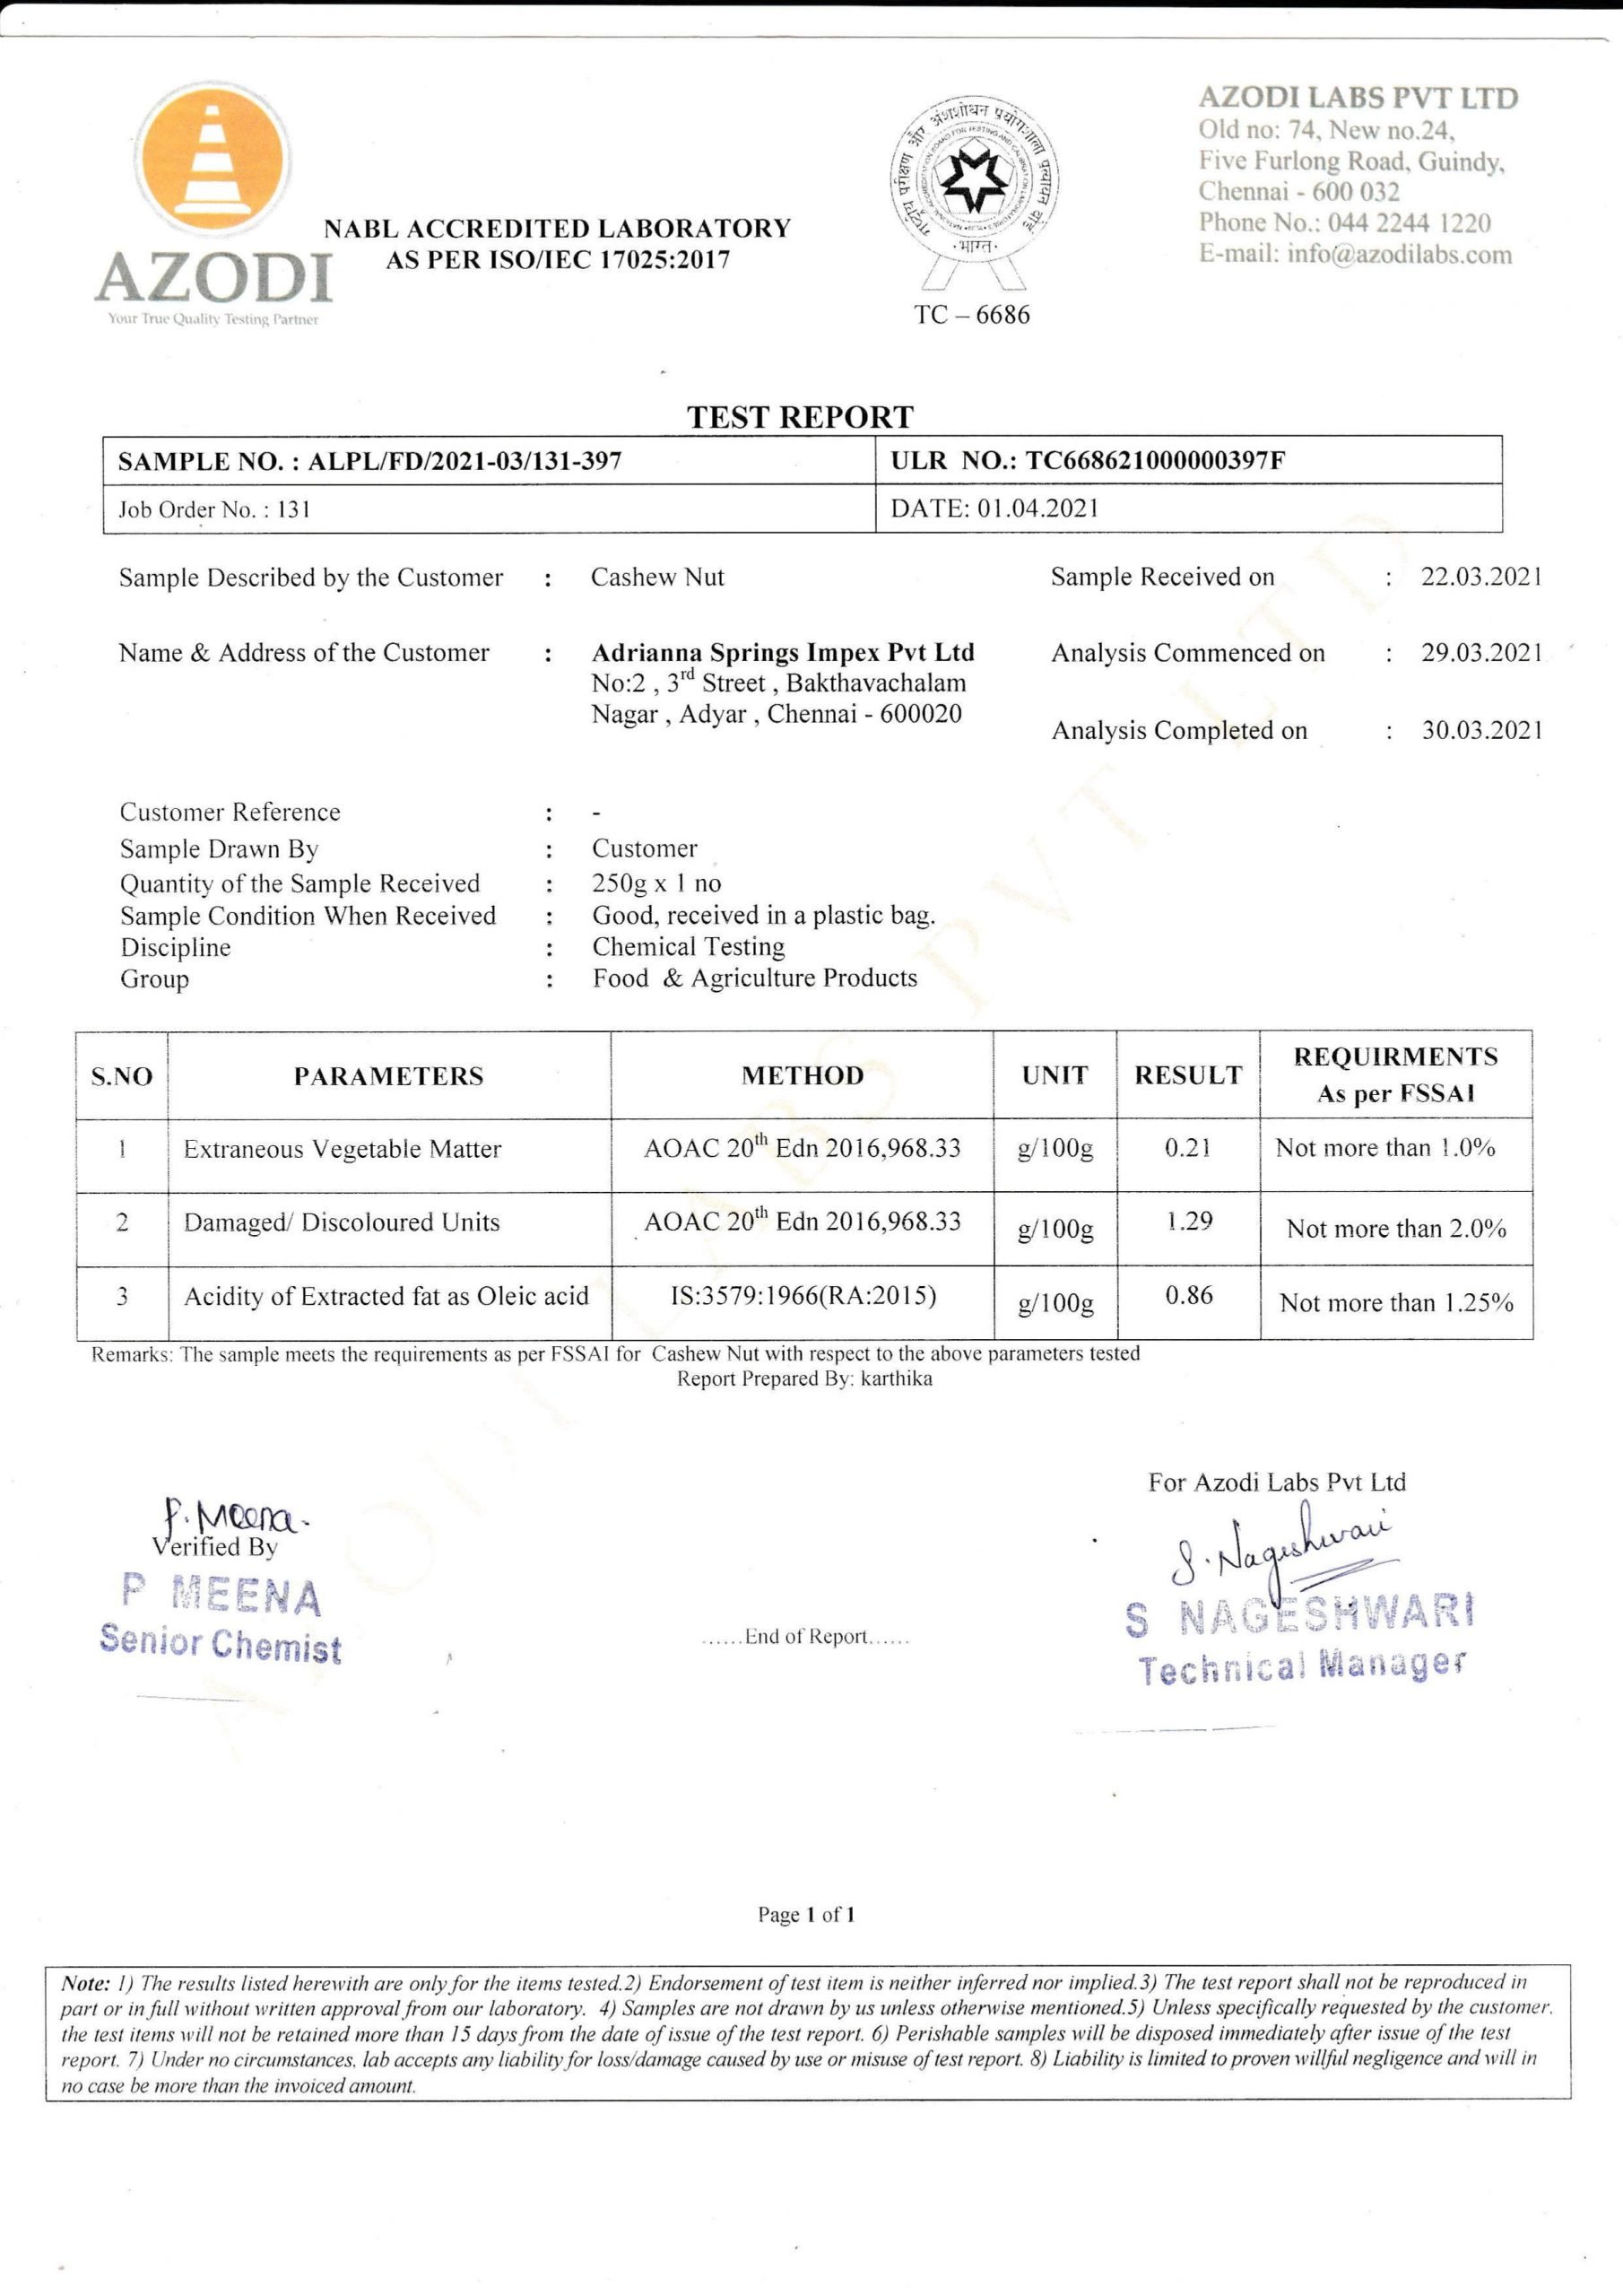 AZODI
Your True Quality Testing Partner
NABL ACCREDITED LABORATORY
AS PER ISO/IEC 17025:2017
भारत
TC – 6686
AZODI LABS PVT LTD
Old no: 74, New no.24,
Five Furlong Road, Guindy,
Chennai - 600 032
Phone No.: 044 2244 1220
E-mail: info@azodilabs.com
TEST REPORT
SAMPLE NO. : ALPL/FD/2021-03/131-397 ULR NO.: TC668621000000397F
Job Order No. : 131 DATE: 01.04.2021
Sample Described by the Customer : Cashew Nut Sample Received on : 22.03.2021
Name & Address of the Customer : Adrianna Springs Impex Pvt Ltd Analysis Commenced on : 29.03.2021
No:2 , 3rd Street , Bakthavachalam
Nagar , Adyar , Chennai - 600020
Analysis Completed on : 30.03.2021
Customer Reference : -
Sample Drawn By : Customer
Quantity of the Sample Received : 250g x 1 no
Sample Condition When Received : Good, received in a plastic bag.
Discipline : Chemical Testing
Group : Food & Agriculture Products
S.NO PARAMETERS METHOD UNIT RESULT REQUIRMENTS
As per FSSAI
1 Extraneous Vegetable Matter AOAC 20th Edn 2016,968.33 g/100g 0.21 Not more than 1.0%
2 Damaged/ Discoloured Units AOAC 20th Edn 2016,968.33 g/100g 1.29 Not more than 2.0%
3 Acidity of Extracted fat as Oleic acid IS:3579:1966(RA:2015) g/100g 0.86 Not more than 1.25%
Remarks: The sample meets the requirements as per FSSAI for Cashew Nut with respect to the above parameters tested
Report Prepared By: karthika
AZODI LABS PVT LTD
P. Meena.
Verified By
P MEENA
Senior Chemist
......End of Report......
For Azodi Labs Pvt Ltd
S. Nageshwari
S NAGESHWARI
Technical Manager
Page 1 of 1
Note: 1) The results listed herewith are only for the items tested.2) Endorsement of test item is neither inferred nor implied.3) The test report shall not be reproduced in
part or in full without written approval from our laboratory. 4) Samples are not drawn by us unless otherwise mentioned.5) Unless specifically requested by the customer,
the test items will not be retained more than 15 days from the date of issue of the test report. 6) Perishable samples will be disposed immediately after issue of the test
report. 7) Under no circumstances, lab accepts any liability for loss/damage caused by use or misuse of test report. 8) Liability is limited to proven willful negligence and will in
no case be more than the invoiced amount.